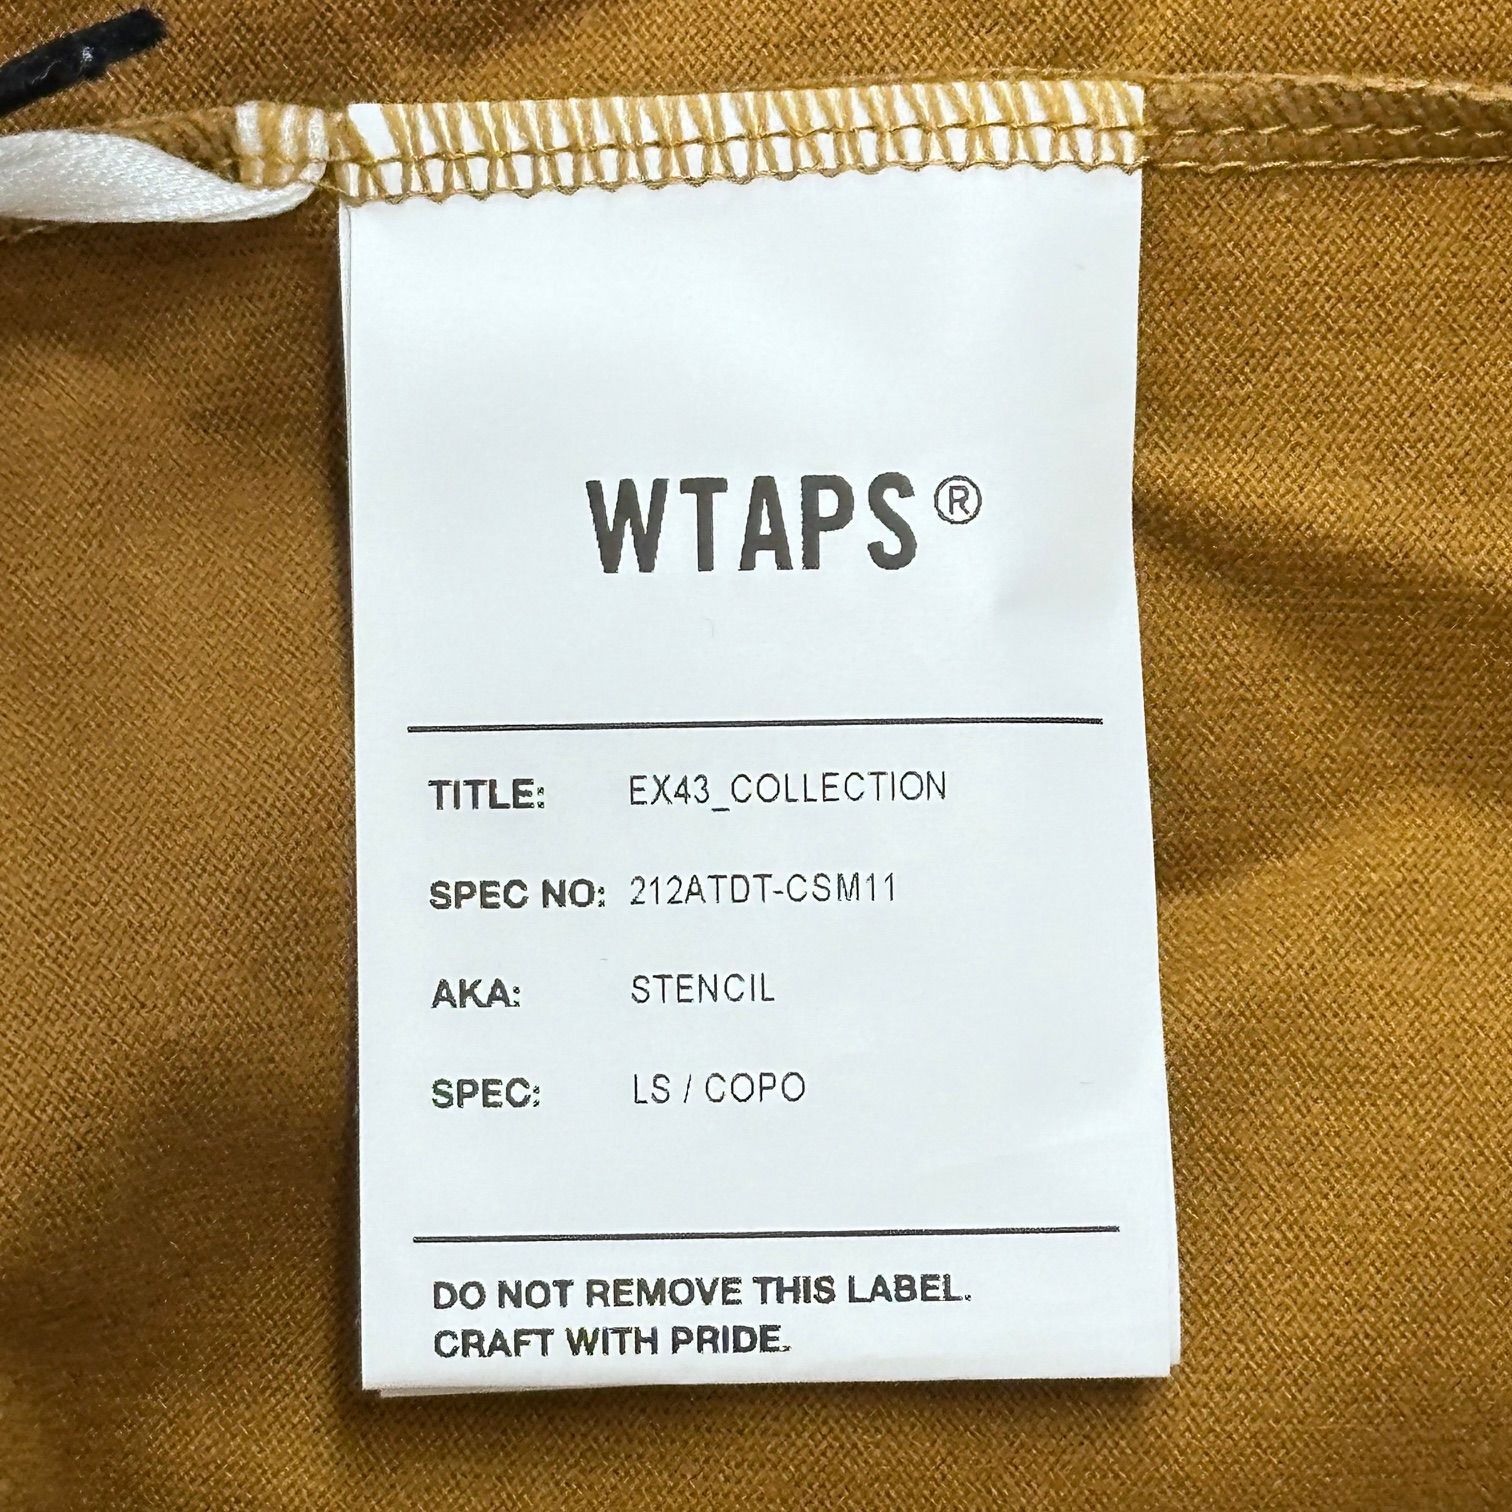 WTAPS®
TITLE: EX43_COLLECTION
SPEC NO: 212ATDT-CSM11
AKA: STENCIL
SPEC: LS / COPO
DO NOT REMOVE THIS LABEL.
CRAFT WITH PRIDE.